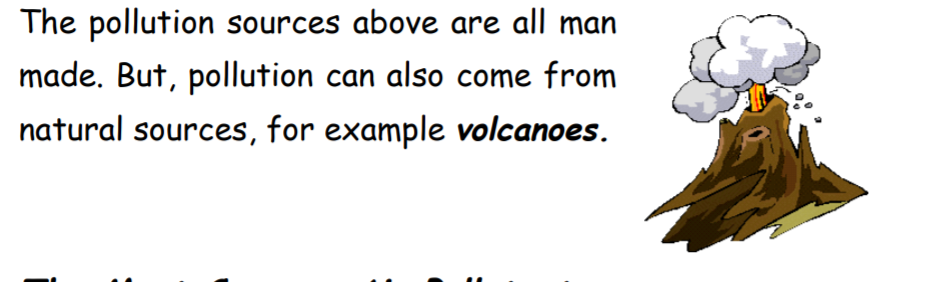 The pollution sources above are all man
made. But, pollution can also come from
natural sources, for example volcanoes.